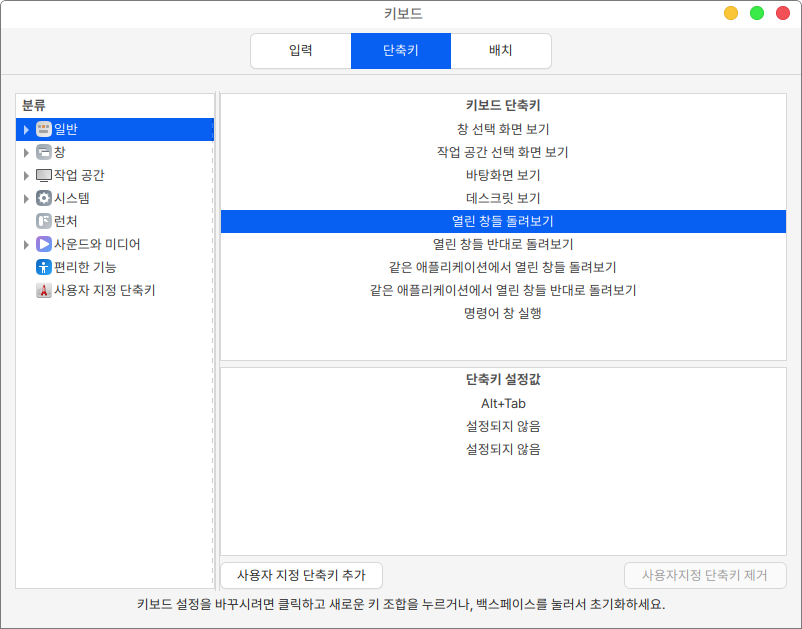 키보드
입력
단축키
배치
분류
일반
창
작업 공간
시스템
런처
사운드와 미디어
편리한 기능
사용자 지정 단축키
키보드 단축키
창 선택 화면 보기
작업 공간 선택 화면 보기
바탕화면 보기
데스크릿 보기
열린 창들 돌려보기
열린 창들 반대로 돌려보기
같은 애플리케이션에서 열린 창들 돌려보기
같은 애플리케이션에서 열린 창들 반대로 돌려보기
명령어 창 실행
단축키 설정값
Alt+Tab
설정되지 않음
설정되지 않음
사용자 지정 단축키 추가
사용자지정 단축키 제거
키보드 설정을 바꾸시려면 클릭하고 새로운 키 조합을 누르거나, 백스페이스를 눌러서 초기화하세요.